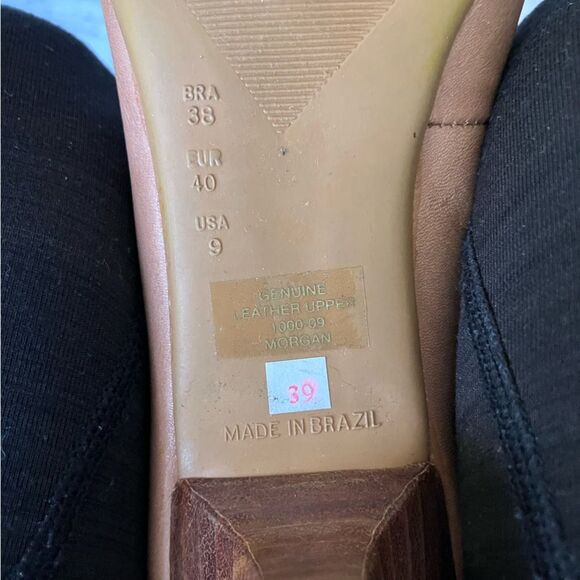 BRA
38
EUR
40
USA
9
GENUINE
LEATHER UPPER
1000-09
MORGAN
39
MADE IN BRAZIL